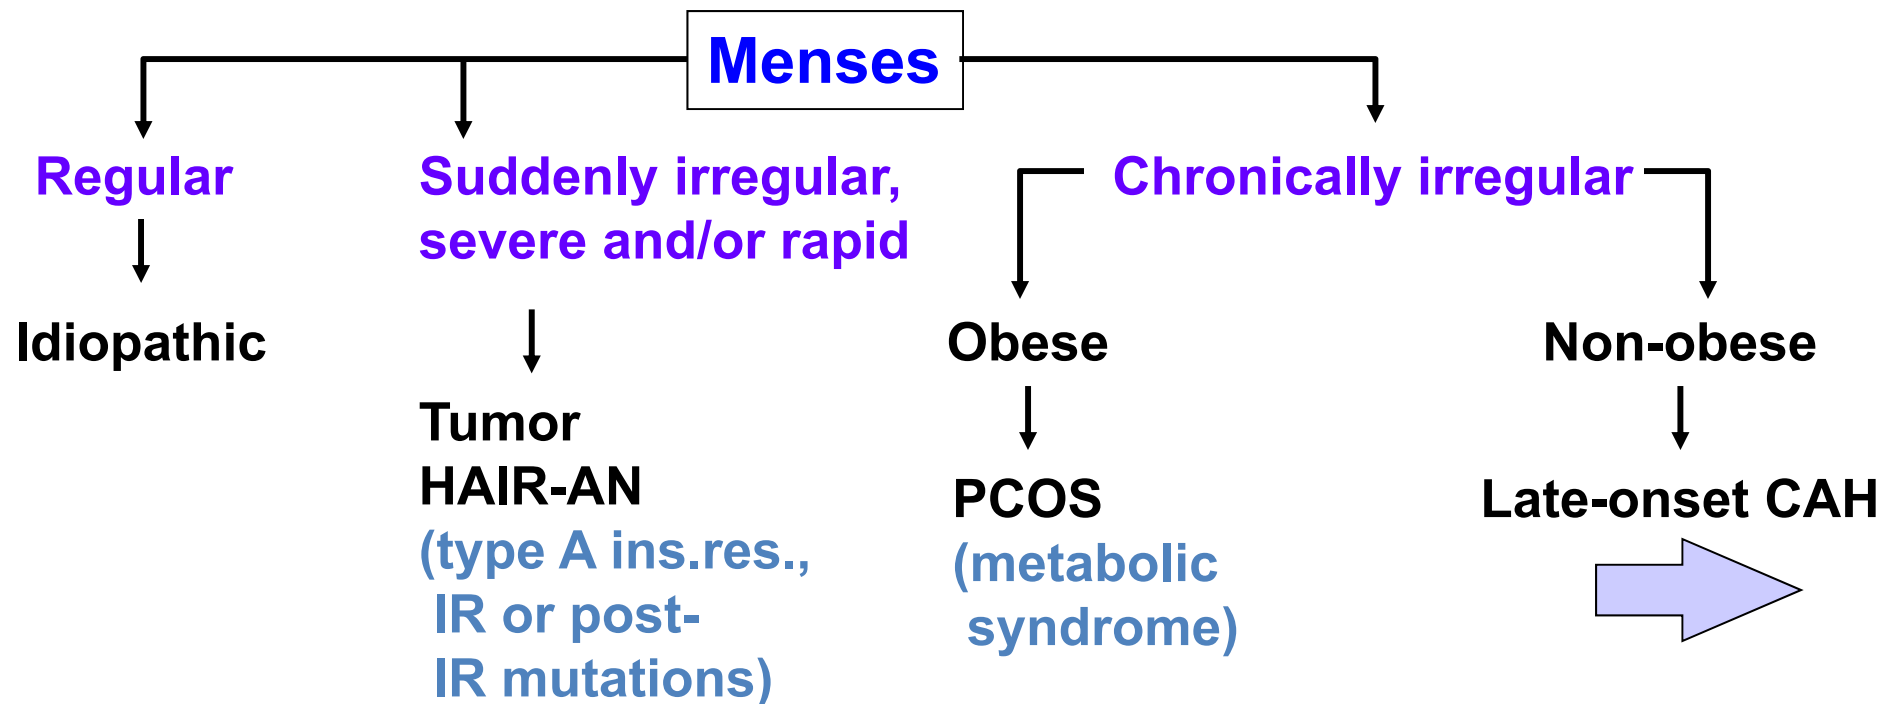 Menses
Regular
Suddenly irregular,
severe and/or rapid
Chronically irregular
Idiopathic
Obese
Non-obese
Tumor
HAIR-AN
(type A ins.res.,
IR or post-
IR mutations)
PCOS
(metabolic
syndrome)
Late-onset CAH